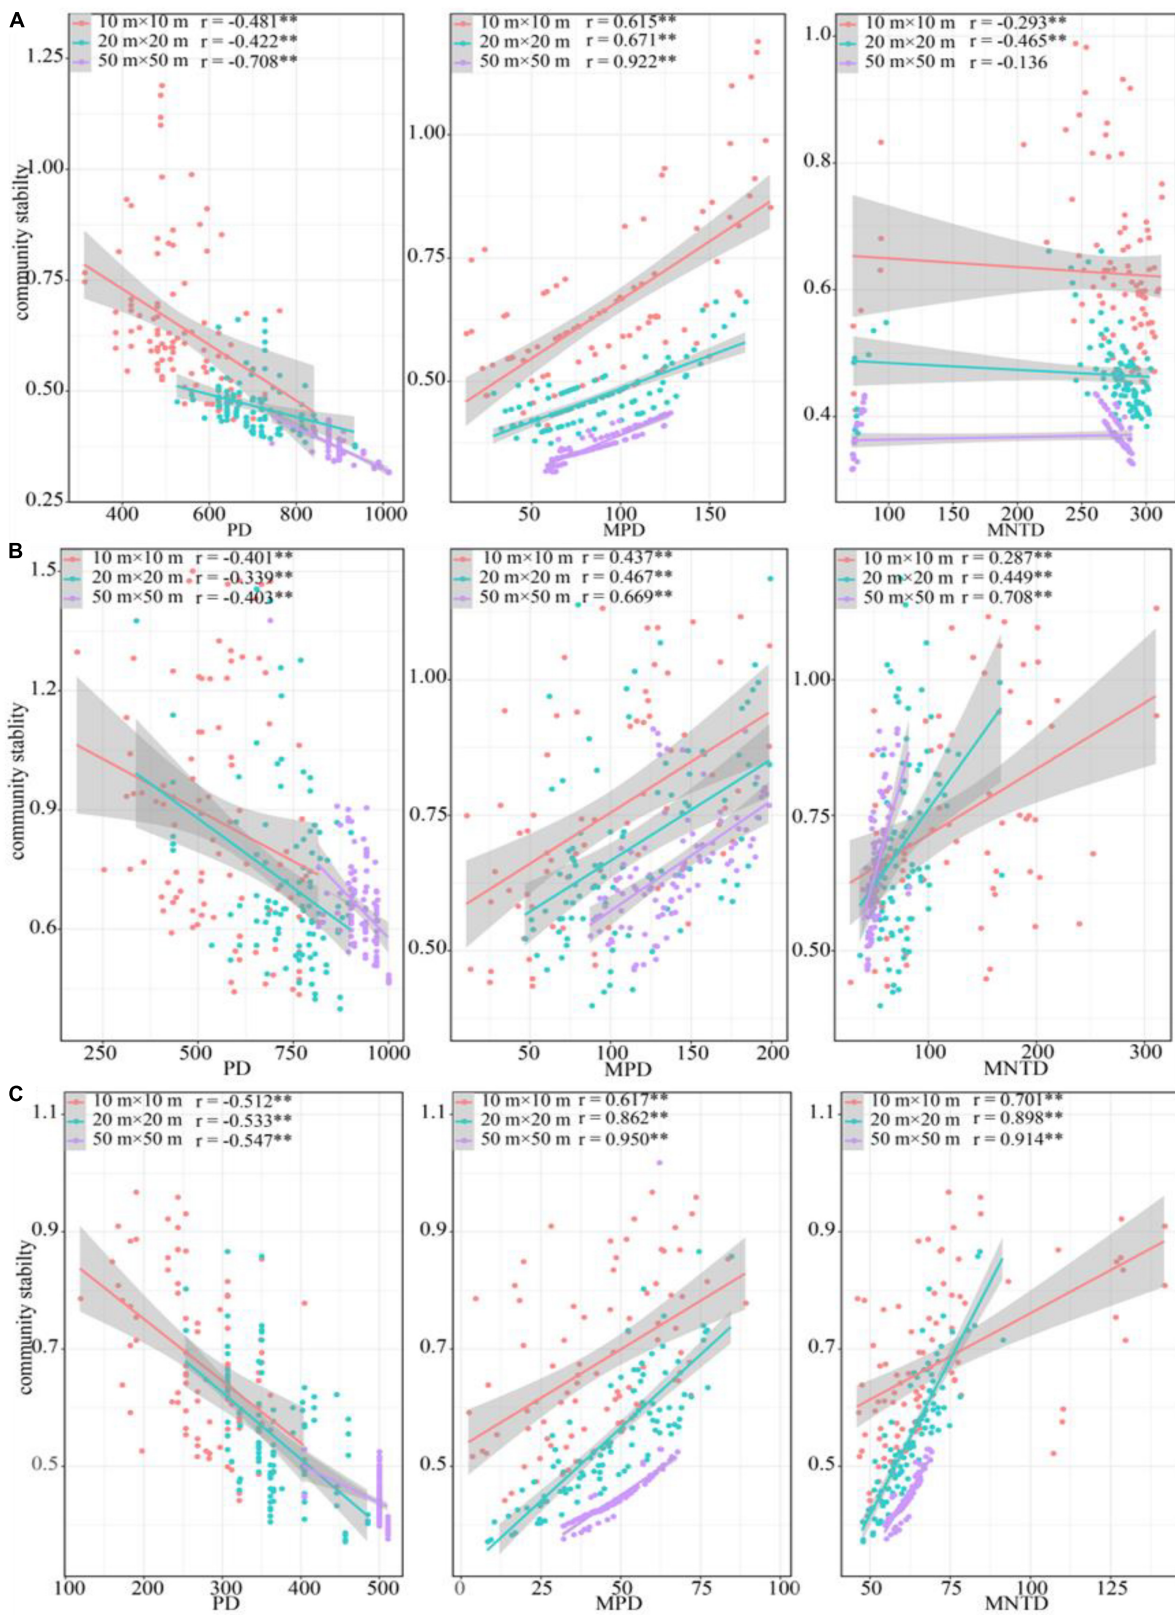 A
10 m×10 m r = -0.481**
20 m×20 m r = -0.422**
50 m×50 m r = -0.708**
1.25
1.00
0.75
0.50
0.25
community stabilty
400 600 800 1000
PD
10 m×10 m r = 0.615**
20 m×20 m r = 0.671**
50 m×50 m r = 0.922**
1.00
0.75
0.50
50 100 150
MPD
10 m×10 m r = -0.293**
20 m×20 m r = -0.465**
50 m×50 m r = -0.136
1.0
0.8
0.6
0.4
100 150 200 250 300
MNTD
B
10 m×10 m r = -0.401**
20 m×20 m r = -0.339**
50 m×50 m r = -0.403**
1.5
1.2
0.9
0.6
community stablity
250 500 750 1000
PD
10 m×10 m r = 0.437**
20 m×20 m r = 0.467**
50 m×50 m r = 0.669**
1.00
0.75
0.50
50 100 150 200
MPD
10 m×10 m r = 0.287**
20 m×20 m r = 0.449**
50 m×50 m r = 0.708**
1.00
0.75
0.50
100 200 300
MNTD
C
10 m×10 m r = -0.512**
20 m×20 m r = -0.533**
50 m×50 m r = -0.547**
1.1
0.9
0.7
0.5
community stabilty
100 200 300 400 500
PD
10 m×10 m r = 0.617**
20 m×20 m r = 0.862**
50 m×50 m r = 0.950**
1.1
0.9
0.7
0.5
0 25 50 75 100
MPD
10 m×10 m r = 0.701**
20 m×20 m r = 0.898**
50 m×50 m r = 0.914**
1.1
0.9
0.7
0.5
50 75 100 125
MNTD